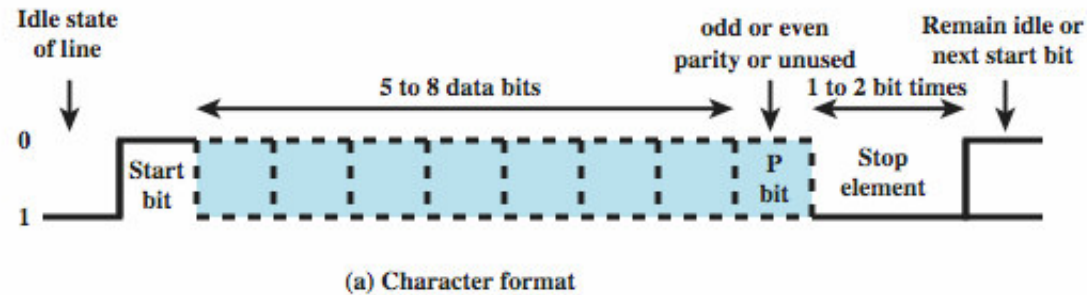 Idle state
of line
odd or even
parity or unused
Remain idle or
next start bit
5 to 8 data bits
1 to 2 bit times
0
Start
bit
P
bit
Stop
element
1
(a) Character format